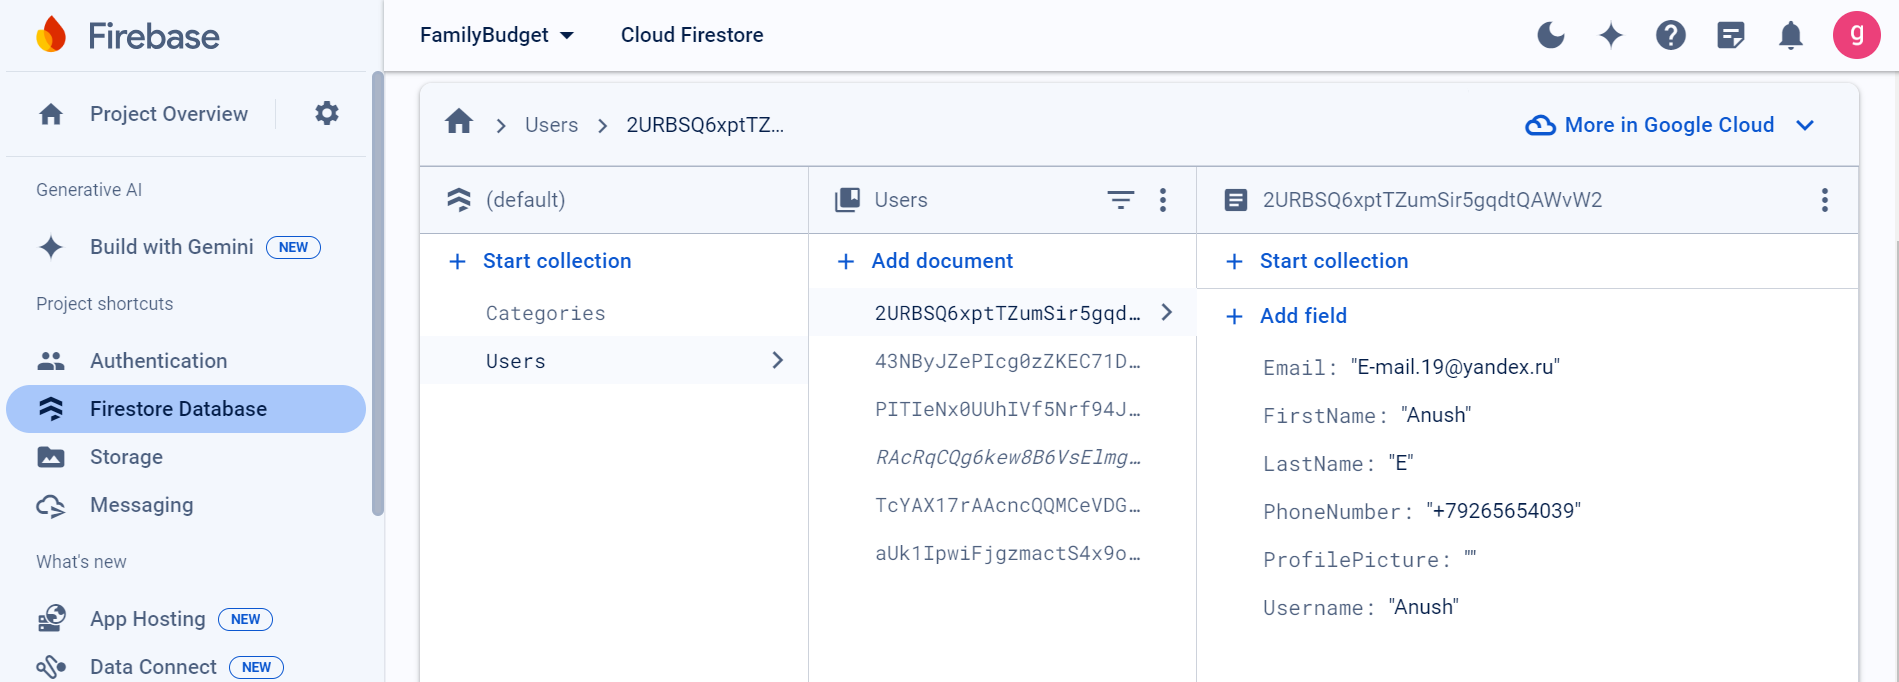 Firebase
Project Overview
Generative AI
Build with Gemini NEW
Project shortcuts
Authentication
Firestore Database
Storage
Messaging
What's new
App Hosting NEW
Data Connect NEW
FamilyBudget Cloud Firestore
g
Users 2URBSQ6xptTZ...
More in Google Cloud
(default)
Start collection
Categories
Users
Users
Add document
2URBSQ6xptTZumSir5gqd...
43NByJZePIcg0zZKEC71D...
PITIeNx0UUhIVf5Nrf94J...
RAcRqCQg6kew8B6VsElmg...
TcYAX17rAAcncQQMCeVDG...
aUk1IpwiFjgzmactS4x9o...
2URBSQ6xptTZumSir5gqdtQAWvW2
Start collection
Add field
Email: "E-mail.19@yandex.ru"
FirstName: "Anush"
LastName: "E"
PhoneNumber: "+79265654039"
ProfilePicture: ""
Username: "Anush"